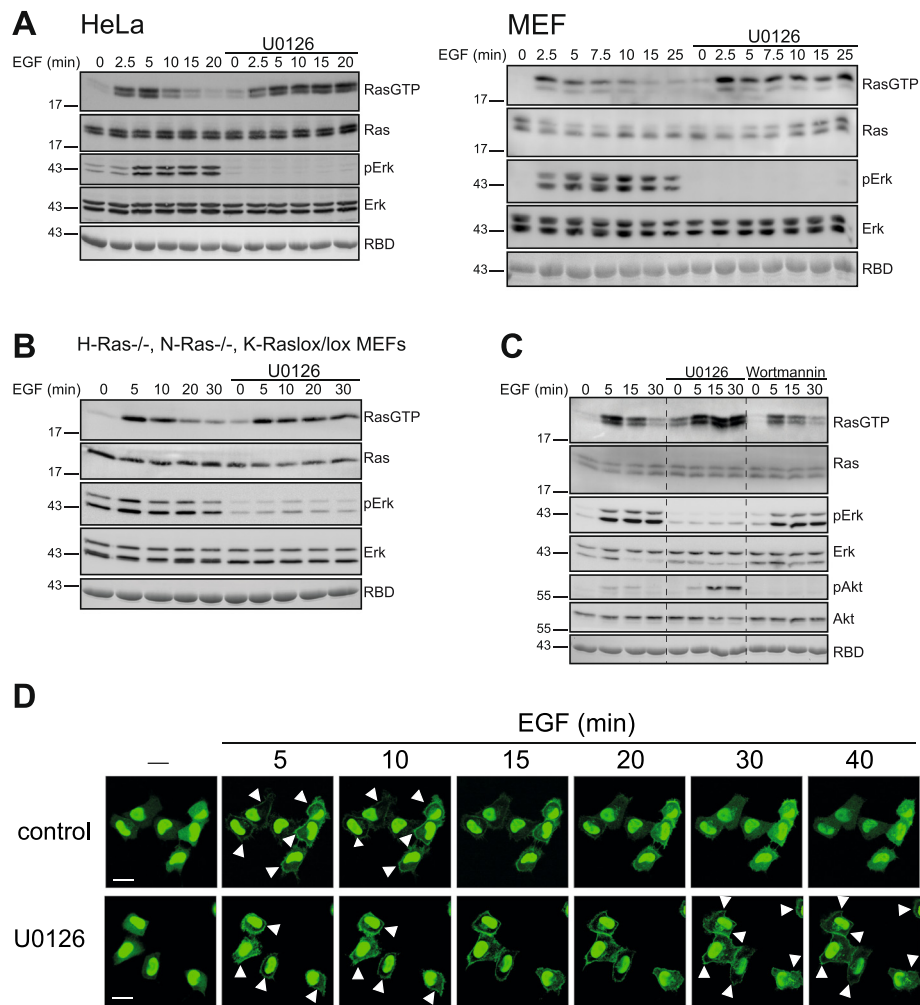 A HeLa
U0126
EGF (min) 0 2.5 5 10 15 20 0 2.5 5 10 15 20
RasGTP
17
Ras
17
pErk
43
Erk
43
43
RBD
MEF
U0126
EGF (min) 0 2.5 5 7.5 10 15 25 0 2.5 5 7.5 10 15 25
RasGTP
17
Ras
17
pErk
43
Erk
43
43
RBD
B H-Ras-/-, N-Ras-/-, K-Raslox/lox MEFs
U0126
EGF (min) 0 5 10 20 30 0 5 10 20 30
RasGTP
17
Ras
17
pErk
43
Erk
43
43
RBD
C
U0126 Wortmannin
EGF (min) 0 5 15 30 0 5 15 30 0 5 15 30
RasGTP
17
Ras
17
43
pErk
43
Erk
pAkt
55
Akt
55
43
RBD
D
EGF (min)
— 5 10 15 20 30 40
control
U0126